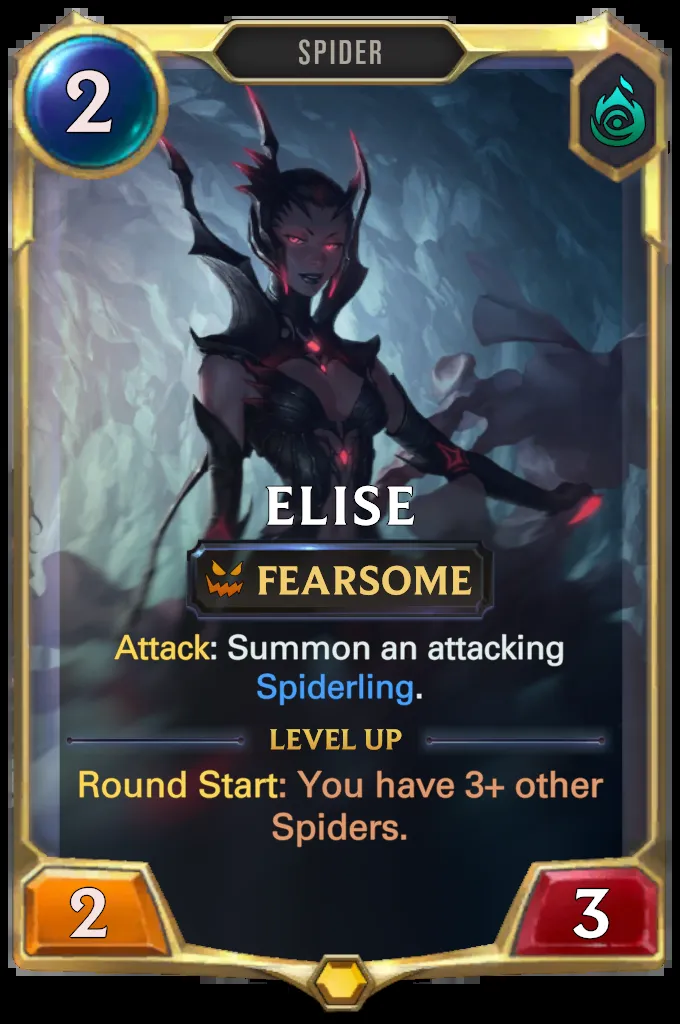 SPIDER
2
ELISE
FEARSOME
Attack: Summon an attacking
Spiderling.
LEVEL UP
Round Start: You have 3+ other
Spiders.
2
3